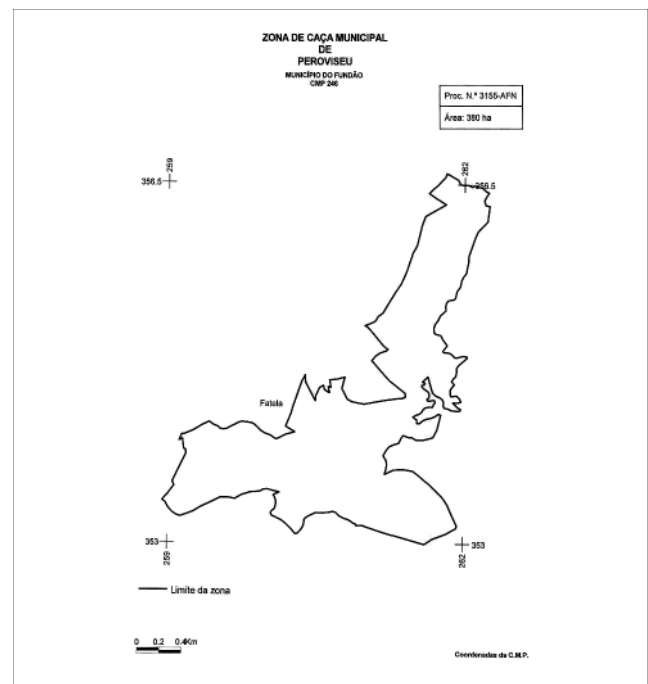 ZONA DE CAÇA MUNICIPAL
DE
PEROVISEU
MUNICÍPIO DO FUNDÃO
CMP 246
Proc. N.º 3155-AFN
Área: 380 ha
259
356.5
262
356.5
Fatela
353
259
353
262
Limite da zona
0 0.2 0.4Km
Coordenadas da C.M.P.